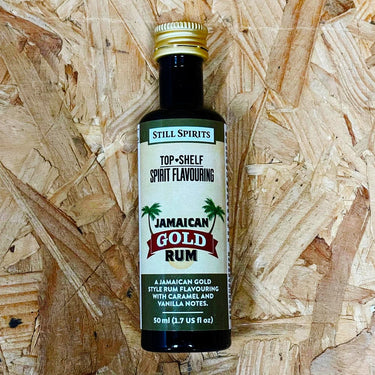 STILL SPIRITS
TOP•SHELF
SPIRIT FLAVOURING
JAMAICAN
GOLD
RUM
A JAMAICAN GOLD
STYLE RUM FLAVOURING
WITH CARAMEL AND
VANILLA NOTES.
50 ml (1.7 US fl oz)